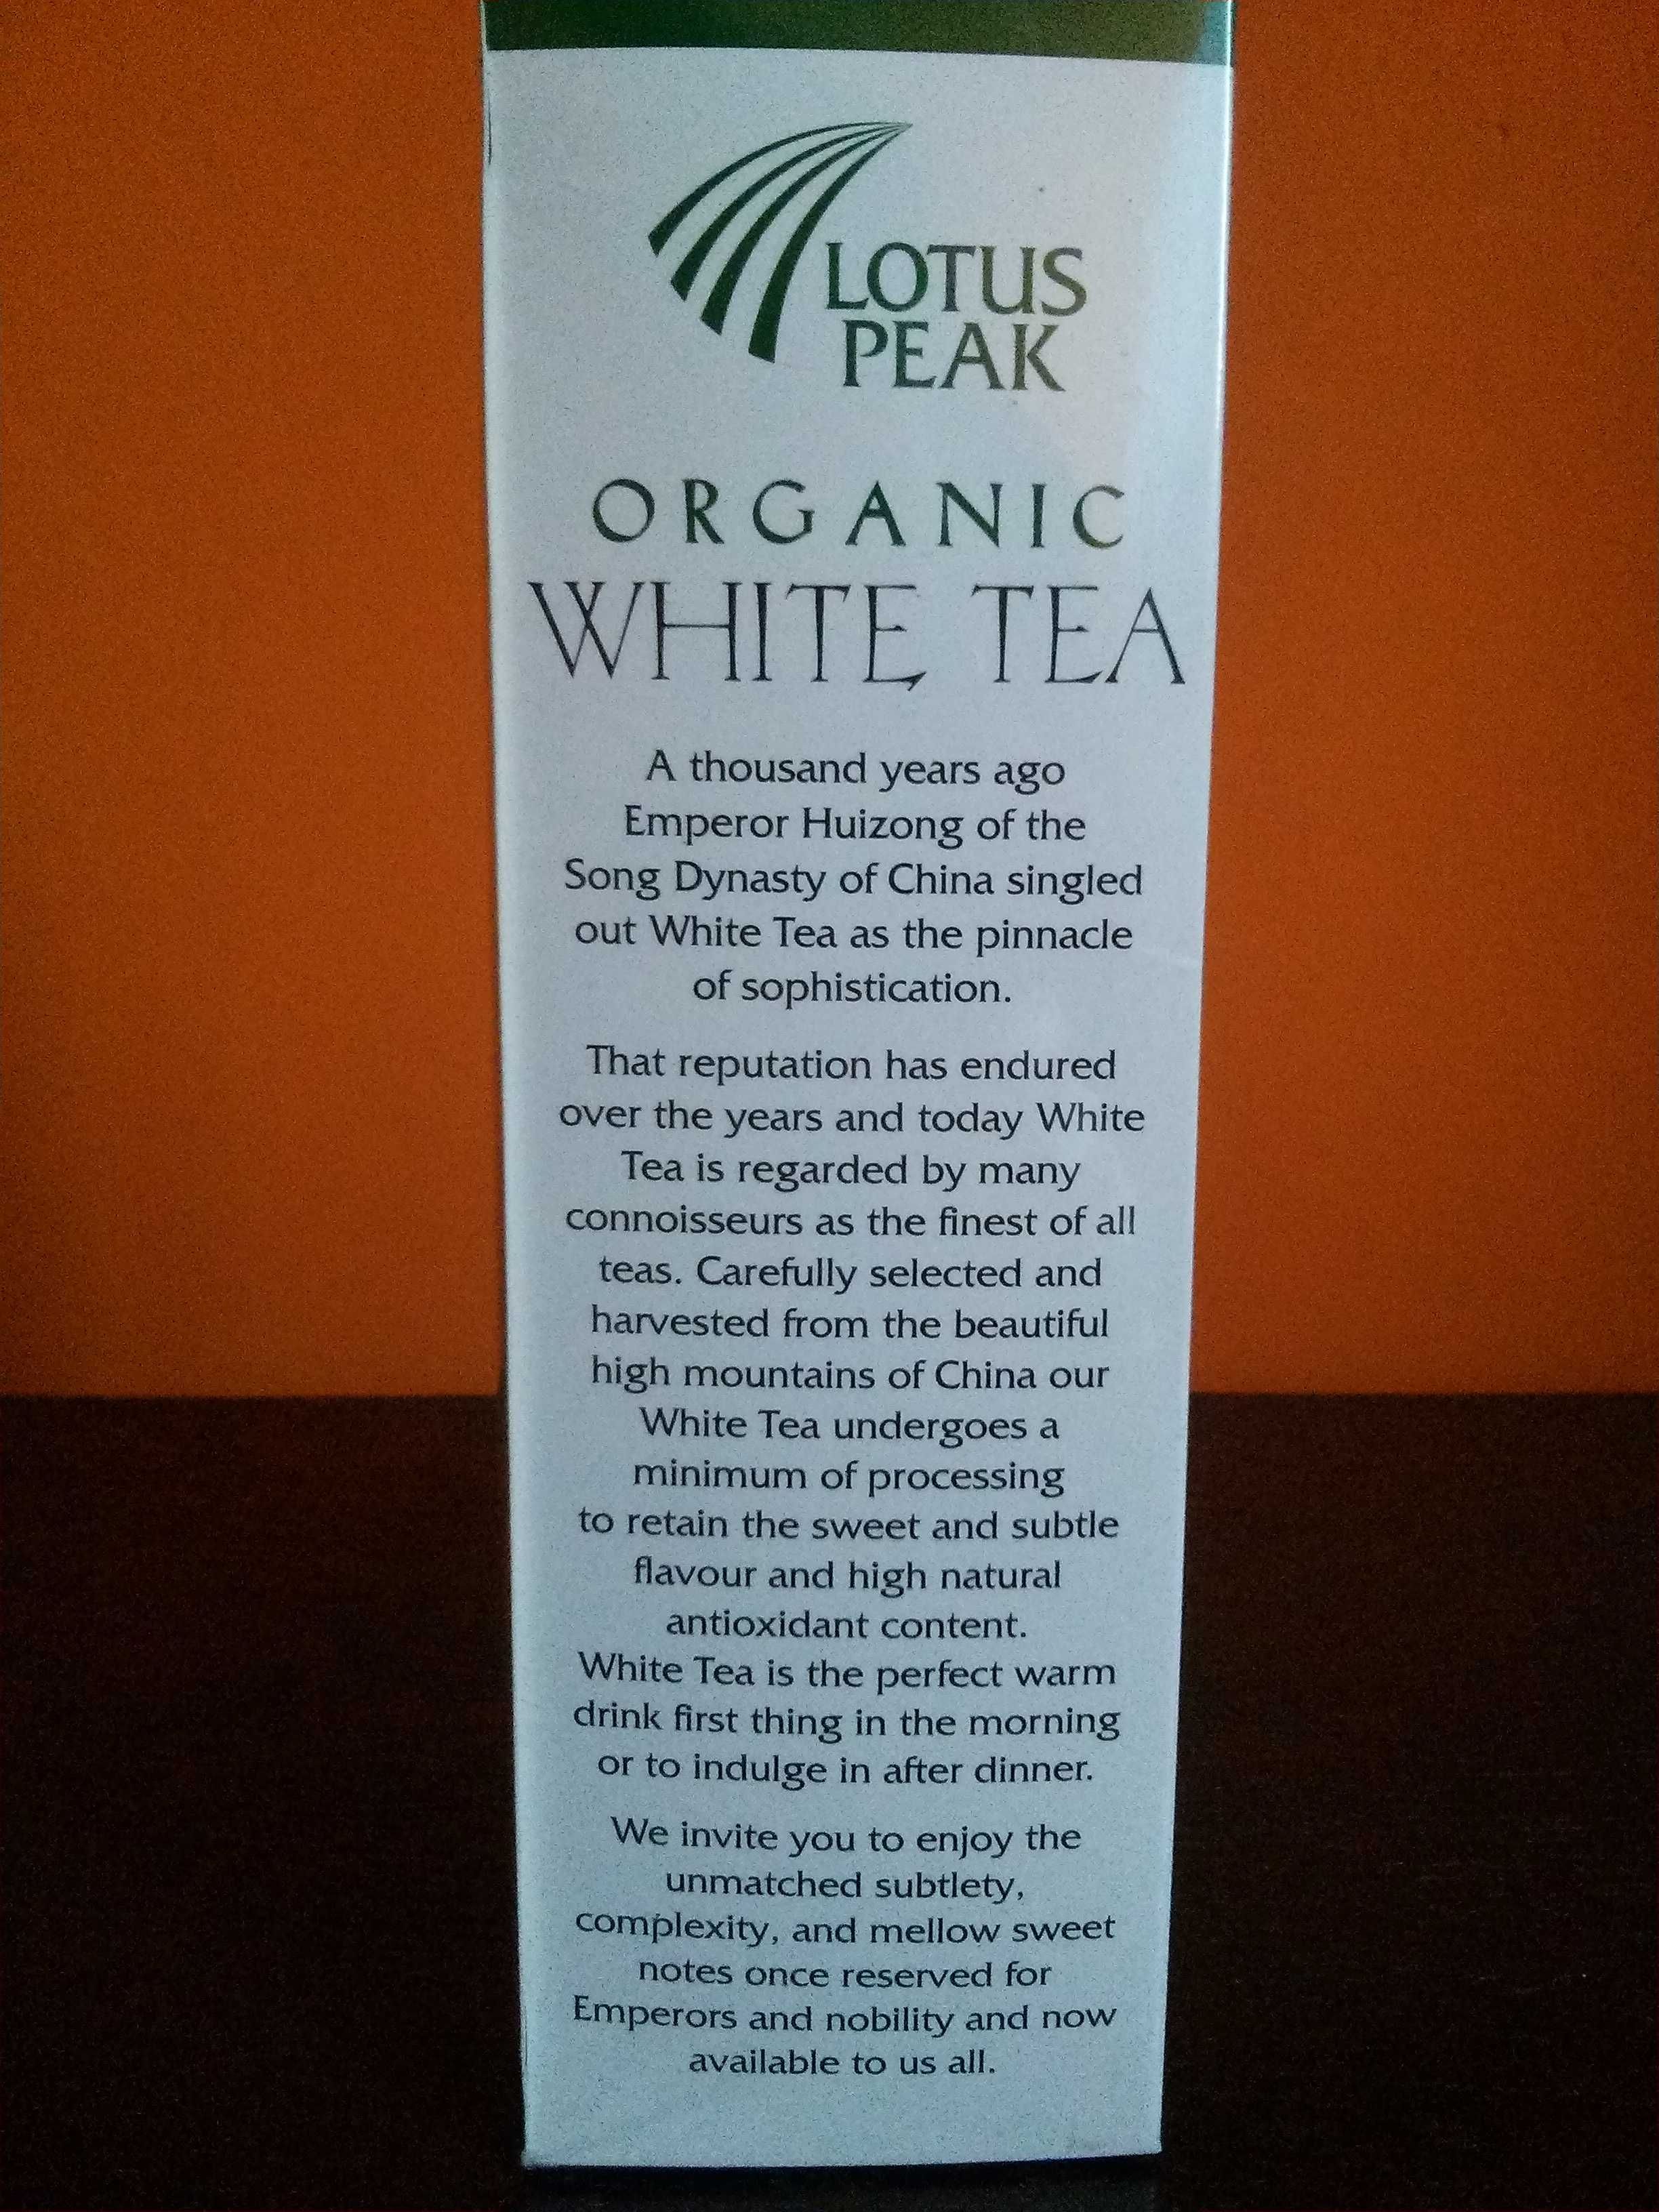 LOTUS
PEAK
ORGANIC
WHITE TEA
A thousand years ago
Emperor Huizong of the
Song Dynasty of China singled
out White Tea as the pinnacle
of sophistication.
That reputation has endured
over the years and today White
Tea is regarded by many
connoisseurs as the finest of all
teas. Carefully selected and
harvested from the beautiful
high mountains of China our
White Tea undergoes a
minimum of processing
to retain the sweet and subtle
flavour and high natural
antioxidant content.
White Tea is the perfect warm
drink first thing in the morning
or to indulge in after dinner.
We invite you to enjoy the
unmatched subtlety,
complexity, and mellow sweet
notes once reserved for
Emperors and nobility and now
available to us all.